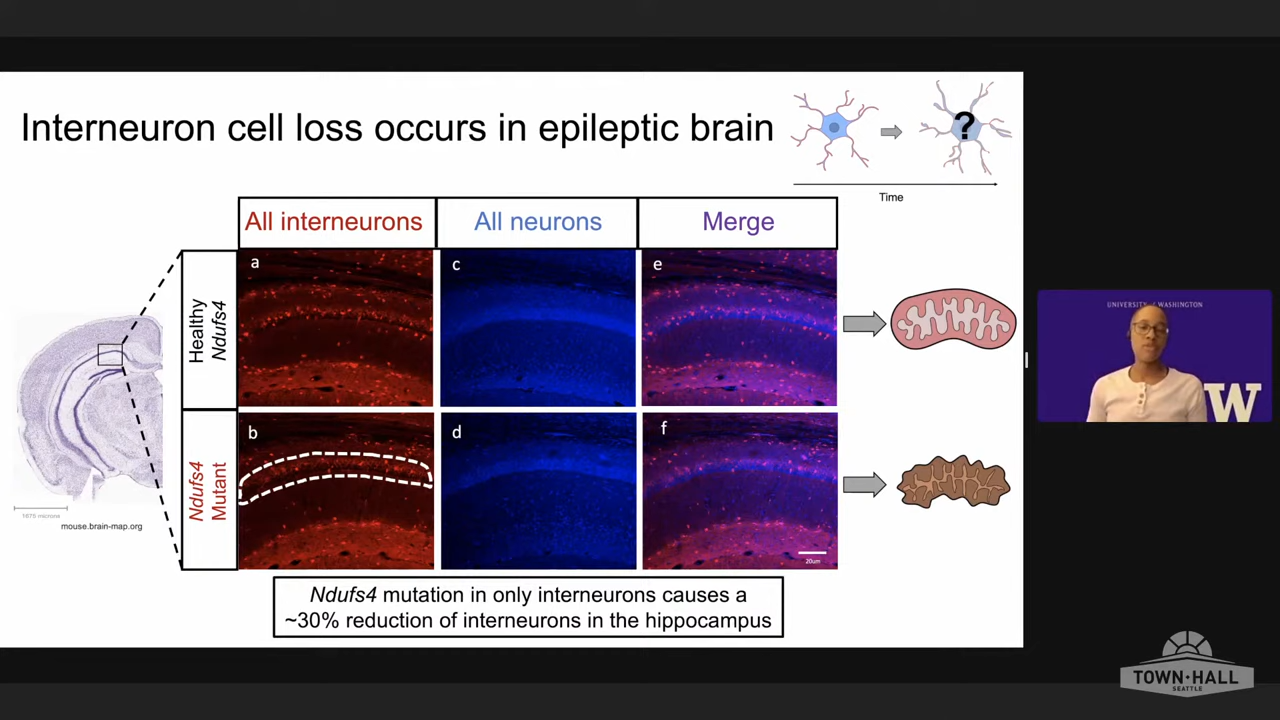 Interneuron cell loss occurs in epileptic brain
?
Time
All interneurons
All neurons
Merge
Healthy
Ndufs4
a
c
e
Ndufs4
Mutant
b
d
f
20um
1675 microns
mouse.brain-map.org
Ndufs4 mutation in only interneurons causes a
~30% reduction of interneurons in the hippocampus
UNIVERSITY of WASHINGTON
W
TOWN·HALL
SEATTLE